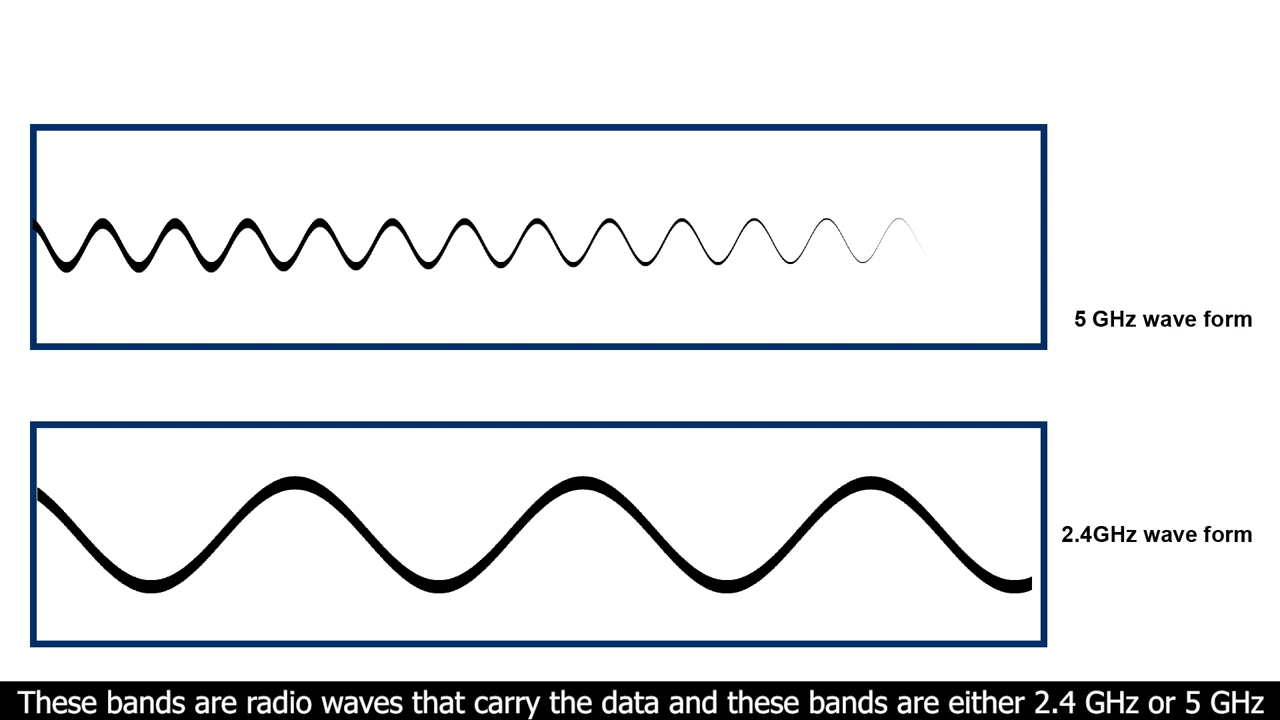 5 GHz wave form
2.4GHz wave form
These bands are radio waves that carry the data and these bands are either 2.4 GHz or 5 GHz